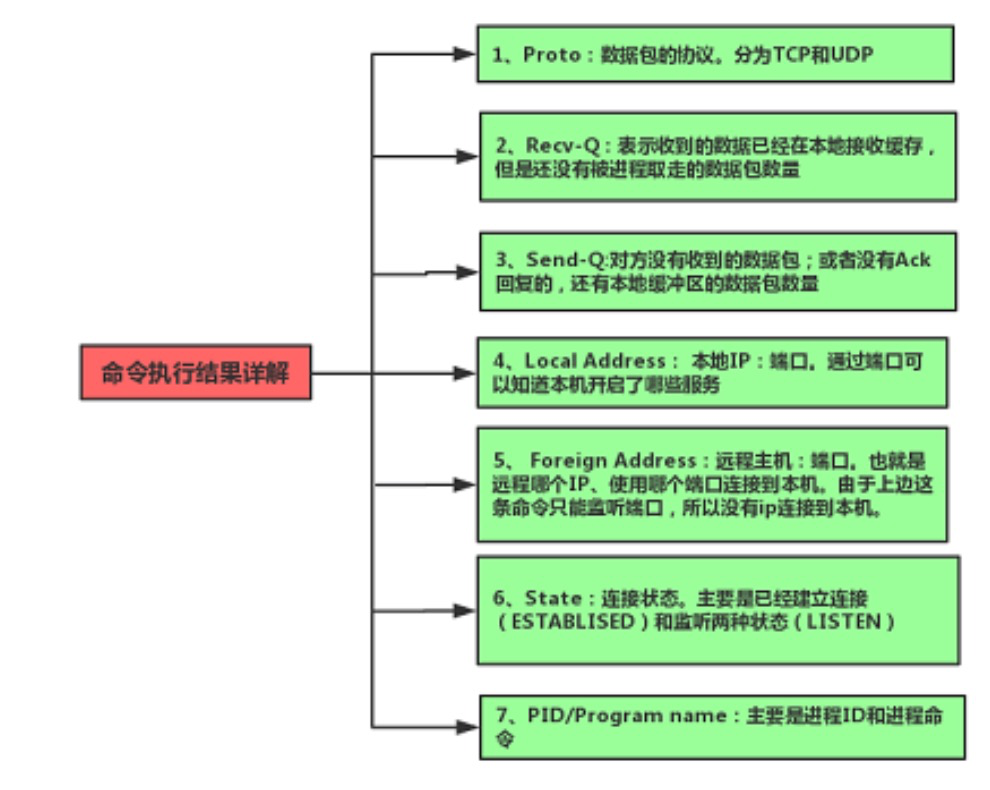 1、Proto：数据包的协议。分为TCP和UDP
2、Recv-Q：表示收到的数据已经在本地接收缓存，
但是还没有被进程取走的数据包数量
3、Send-Q:对方没有收到的数据包；或者没有Ack
回复的，还有本地缓冲区的数据包数量
命令执行结果详解
4、Local Address： 本地IP：端口。通过端口可
以知道本机开启了哪些服务
5、 Foreign Address：远程主机：端口。也就是
远程哪个IP、使用哪个端口连接到本机。由于上边这
条命令只能监听端口，所以没有ip连接到本机。
6、State：连接状态。主要是已经建立连接
（ESTABLISED）和监听两种状态（LISTEN）
7、PID/Program name：主要是进程ID和进程命
令